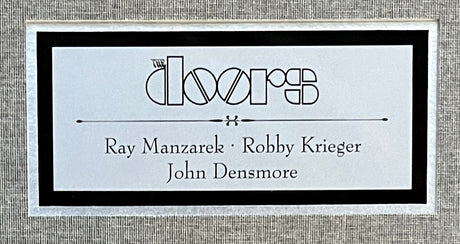 THE
doors
Ray Manzarek · Robby Krieger
John Densmore